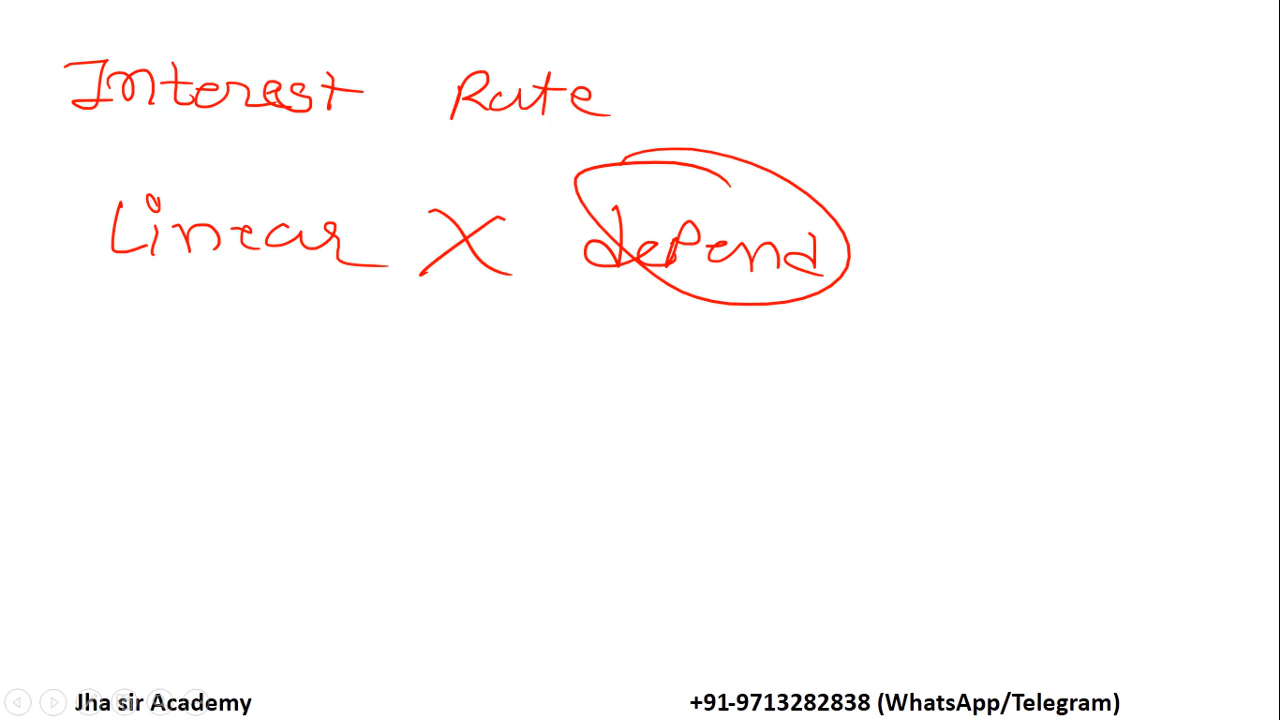 Interest Rate
Linear X depend
Jha sir Academy +91-9713282838 (WhatsApp/Telegram)